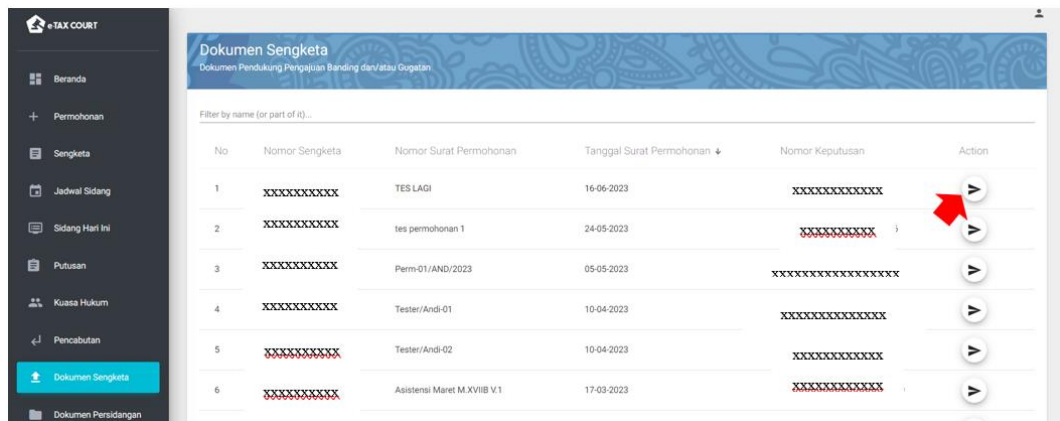 e-TAX COURT
Beranda
Permohonan
Sengketa
Jadwal Sidang
Sidang Hari Ini
Putusan
Kuasa Hukum
Pencabutan
Dokumen Sengketa
Dokumen Persidangan
Dokumen Sengketa
Dokumen Pendukung Pengajuan Banding dan/atau Gugatan
Filter by name (or part of it)...
No Nomor Sengketa Nomor Surat Permohonan Tanggal Surat Permohonan Nomor Keputusan Action
1 xxxxxxxxxx TES LAGI 16-06-2023 xxxxxxxxxxxx
2 xxxxxxxxxx tes permohonan 1 24-05-2023 xxxxxxxxxx
3 xxxxxxxxxx Perm-01/AND/2023 05-05-2023 xxxxxxxxxxxxxxxxx
4 xxxxxxxxxx Tester/Andi-01 10-04-2023 xxxxxxxxxxxxxx
5 xxxxxxxxxx Tester/Andi-02 10-04-2023 xxxxxxxxxxxx
6 xxxxxxxxxx Asistensi Maret M.XVIIB V.1 17-03-2023 xxxxxxxxxxxx